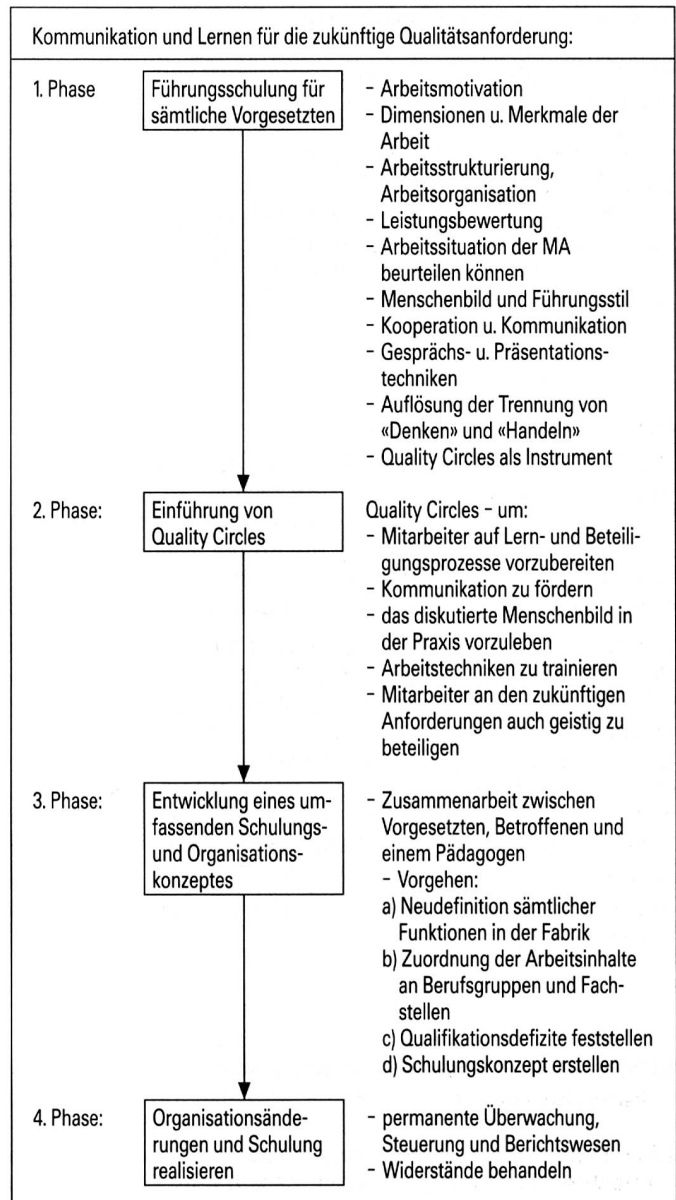 Kommunikation und Lernen für die zukünftige Qualitätsanforderung:
1. Phase
Führungsschulung für
sämtliche Vorgesetzten
– Arbeitsmotivation
– Dimensionen u. Merkmale der
Arbeit
– Arbeitsstrukturierung,
Arbeitsorganisation
– Leistungsbewertung
– Arbeitssituation der MA
beurteilen können
– Menschenbild und Führungsstil
– Kooperation u. Kommunikation
– Gesprächs- u. Präsentations-
techniken
– Auflösung der Trennung von
«Denken» und «Handeln»
– Quality Circles als Instrument
2. Phase:
Einführung von
Quality Circles
Quality Circles – um:
– Mitarbeiter auf Lern- und Beteili-
gungsprozesse vorzubereiten
– Kommunikation zu fördern
– das diskutierte Menschenbild in
der Praxis vorzuleben
– Arbeitstechniken zu trainieren
– Mitarbeiter an den zukünftigen
Anforderungen auch geistig zu
beteiligen
3. Phase:
Entwicklung eines um-
fassenden Schulungs-
und Organisations-
konzeptes
– Zusammenarbeit zwischen
Vorgesetzten, Betroffenen und
einem Pädagogen
– Vorgehen:
a) Neudefinition sämtlicher
Funktionen in der Fabrik
b) Zuordnung der Arbeitsinhalte
an Berufsgruppen und Fach-
stellen
c) Qualifikationsdefizite feststellen
d) Schulungskonzept erstellen
4. Phase:
Organisationsände-
rungen und Schulung
realisieren
– permanente Überwachung,
Steuerung und Berichtswesen
– Widerstände behandeln